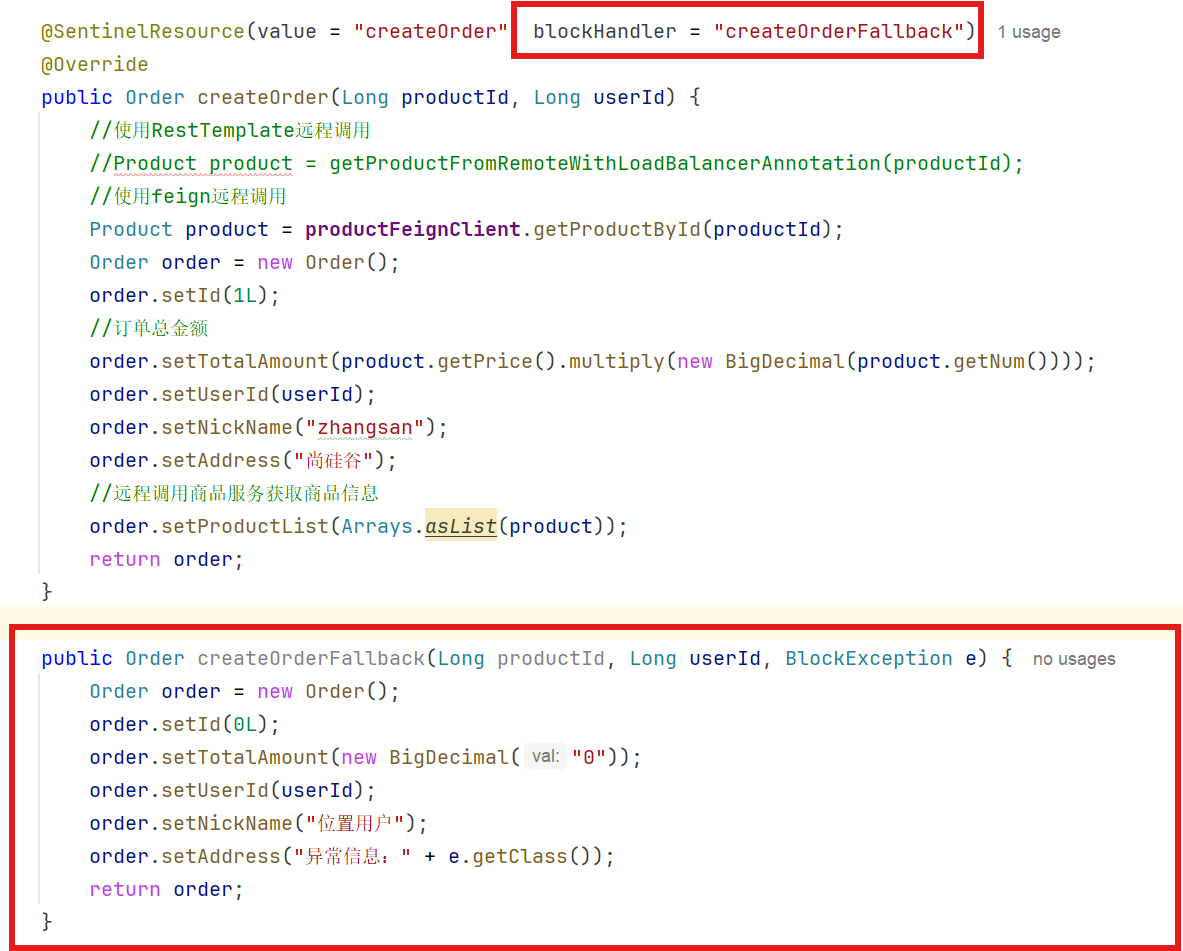 @SentinelResource(value = "createOrder" blockHandler = "createOrderFallback") 1 usage
@Override
public Order createOrder(Long productId, Long userId) {
//使用RestTemplate远程调用
//Product product = getProductFromRemoteWithLoadBalancerAnnotation(productId);
//使用feign远程调用
Product product = productFeignClient.getProductById(productId);
Order order = new Order();
order.setId(1L);
//订单总金额
order.setTotalAmount(product.getPrice().multiply(new BigDecimal(product.getNum())));
order.setUserId(userId);
order.setNickName("zhangsan");
order.setAddress("尚硅谷");
//远程调用商品服务获取商品信息
order.setProductList(Arrays.asList(product));
return order;
}
public Order createOrderFallback(Long productId, Long userId, BlockException e) { no usages
Order order = new Order();
order.setId(0L);
order.setTotalAmount(new BigDecimal( val: "0"));
order.setUserId(userId);
order.setNickName("位置用户");
order.setAddress("异常信息：" + e.getClass());
return order;
}